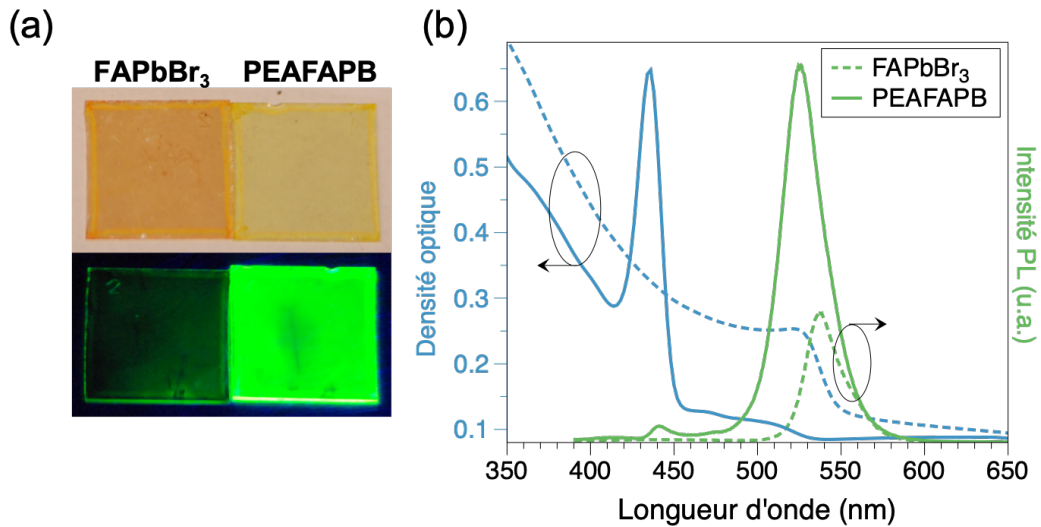 (a)
FAPbBr3 PEAFAPB
2
(b)
FAPbBr3
PEAFAPB
Densité optique
0.6
0.5
0.4
0.3
0.2
0.1
Intensité PL (u.a.)
350 400 450 500 550 600 650
Longueur d'onde (nm)